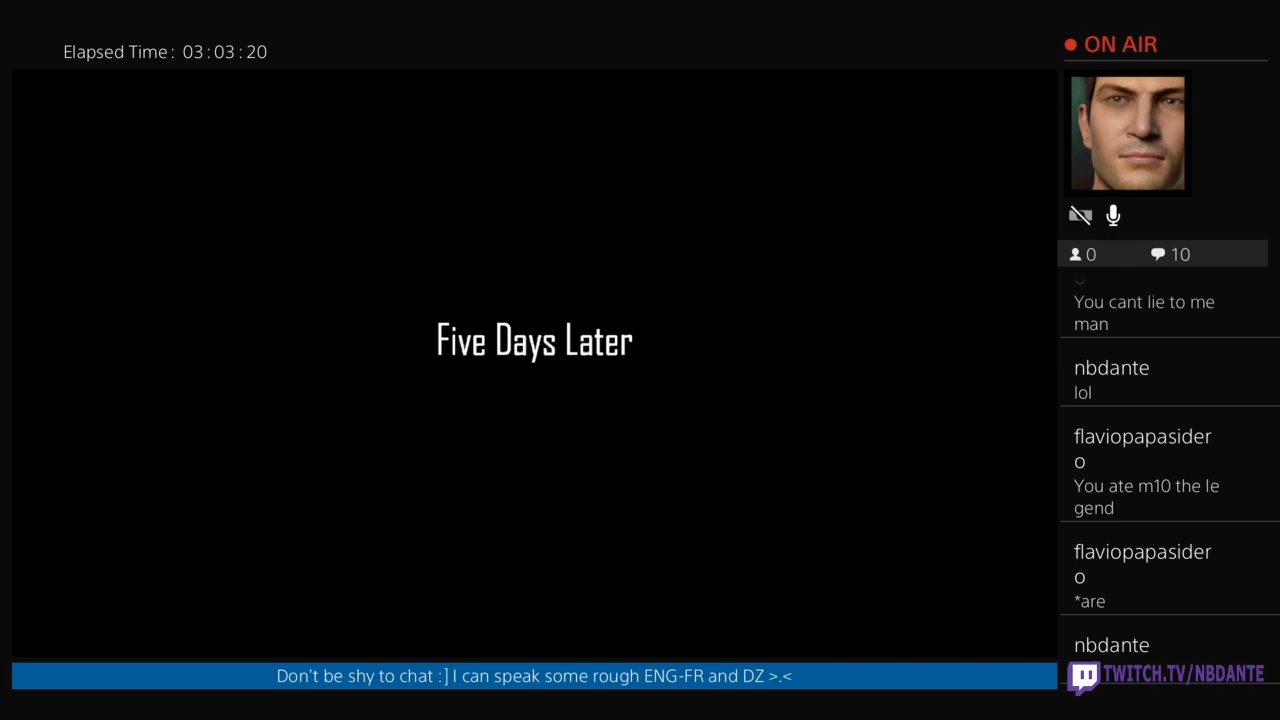 Elapsed Time: 03:03:20
ON AIR
0
10
You cant lie to me
man
nbdante
lol
flaviopapasider
o
You ate m10 the le
gend
flaviopapasider
o
*are
nbdante
Five Days Later
Don't be shy to chat :] I can speak some rough ENG-FR and DZ >.<
TWITCH.TV/NBDANTE